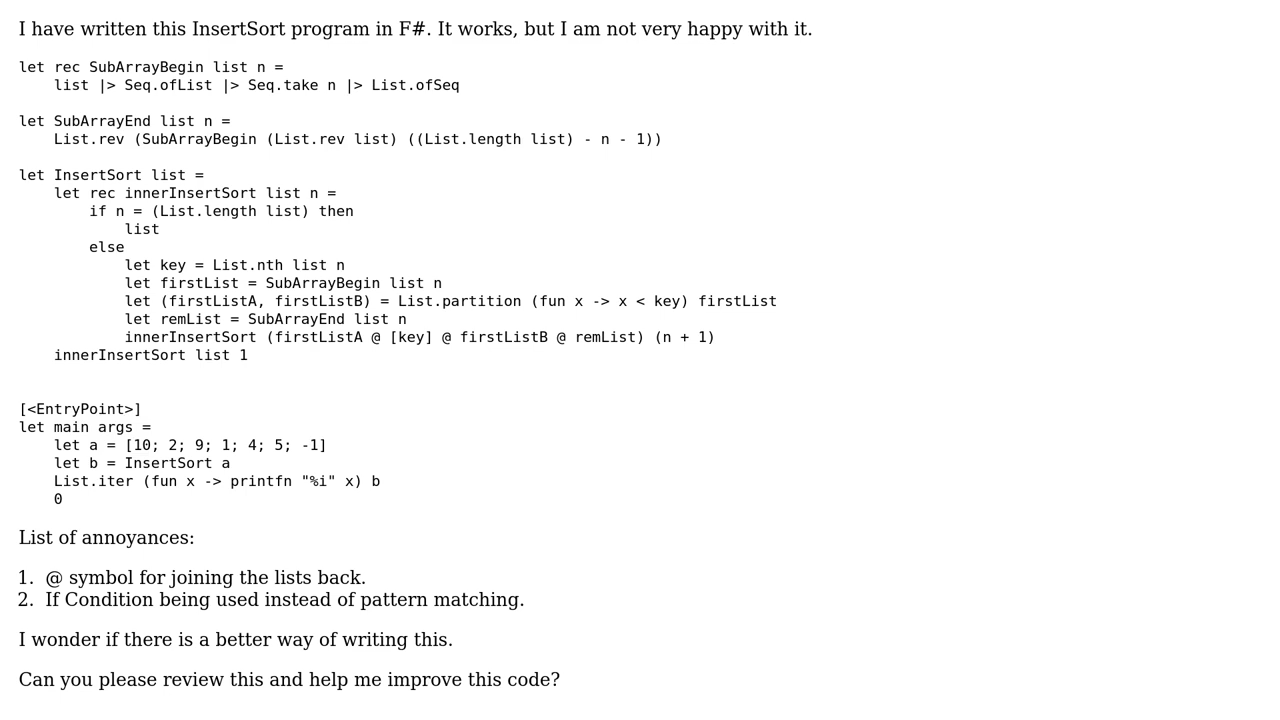 I have written this InsertSort program in F#. It works, but I am not very happy with it.
let rec SubArrayBegin list n =
    list |> Seq.ofList |> Seq.take n |> List.ofSeq
let SubArrayEnd list n =
    List.rev (SubArrayBegin (List.rev list) ((List.length list) - n - 1))
let InsertSort list =
    let rec innerInsertSort list n =
        if n = (List.length list) then
            list
        else
            let key = List.nth list n
            let firstList = SubArrayBegin list n
            let (firstListA, firstListB) = List.partition (fun x -> x < key) firstList
            let remList = SubArrayEnd list n
            innerInsertSort (firstListA @ [key] @ firstListB @ remList) (n + 1)
    innerInsertSort list 1
[<EntryPoint>]
let main args =
    let a = [10; 2; 9; 1; 4; 5; -1]
    let b = InsertSort a
    List.iter (fun x -> printfn "%i" x) b
    0
List of annoyances:
1. @ symbol for joining the lists back.
2. If Condition being used instead of pattern matching.
I wonder if there is a better way of writing this.
Can you please review this and help me improve this code?